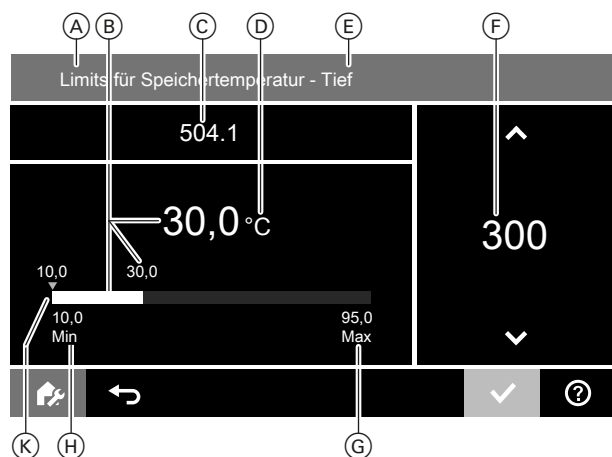 A B C D E F
Limits für Speichertemperatur - Tief
504.1
30,0 °C
300
10,0 30,0
10,0 95,0
Min Max
?
K H G